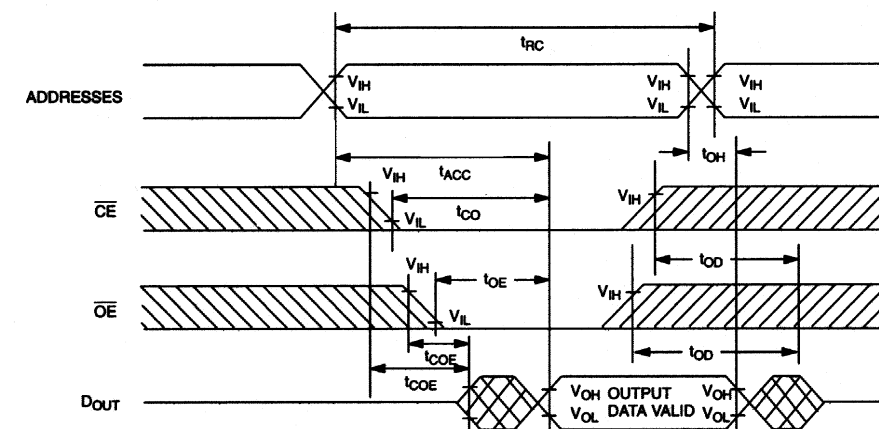 tRC
ADDRESSES
VIH VIH VIH
VIL VIL VIL
tOH
tACC
CE VIH VIH
tCO
VIL
tOD
VIH
tOE
OE VIH
VIL
tCOE
tCOE
tOD
DOUT
VOH OUTPUT VOH
VOL DATA VALID VOL